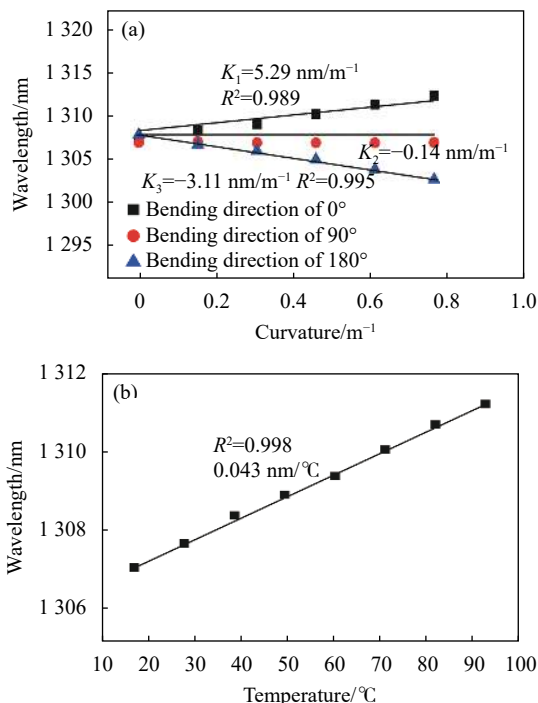 (a)
1 320
1 315
1 310
1 305
1 300
1 295
Wavelength/nm
K₁=5.29 nm/m⁻¹
R²=0.989
K₂=−0.14 nm/m⁻¹
K₃=−3.11 nm/m⁻¹ R²=0.995
Bending direction of 0°
Bending direction of 90°
Bending direction of 180°
0 0.2 0.4 0.6 0.8 1.0
Curvature/m⁻¹
(b)
1 312
1 310
1 308
1 306
Wavelength/nm
R²=0.998
0.043 nm/℃
10 20 30 40 50 60 70 80 90 100
Temperature/℃